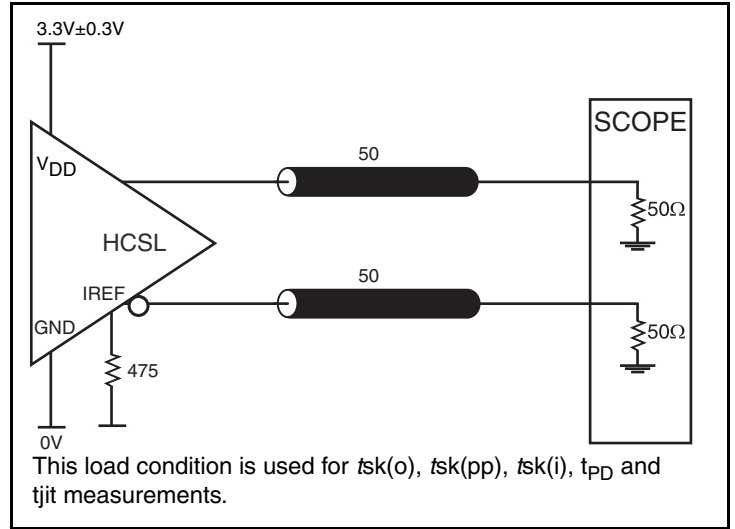 3.3V±0.3V
SCOPE
50
VDD
50Ω
HCSL
50
IREF
GND
50Ω
475
0V
This load condition is used for tsk(o), tsk(pp), tsk(i), tPD and
tjit measurements.